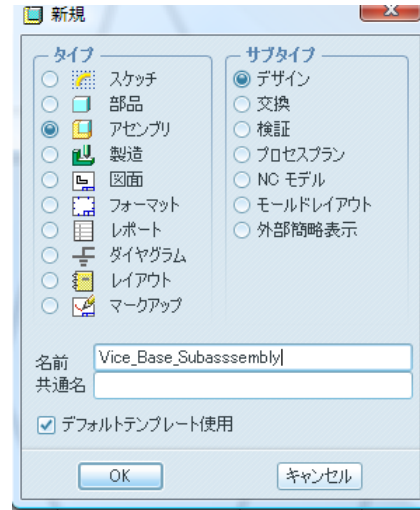 新規
タイプ
スケッチ
部品
アセンブリ
製造
図面
フォーマット
レポート
ダイヤグラム
レイアウト
マークアップ
サブタイプ
デザイン
交換
検証
プロセスプラン
NC モデル
モールドレイアウト
外部簡略表示
名前 Vice_Base_Subasssembly
共通名
デフォルトテンプレート使用
OK キャンセル